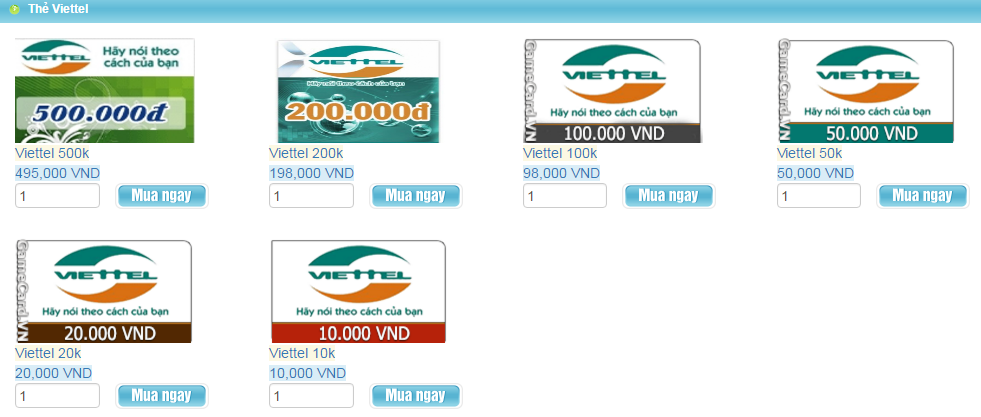 Thẻ Viettel
VIETTEL
Hãy nói theo
cách của bạn
500.000đ
Viettel 500k
495,000 VND
1
Mua ngay
VIETTEL
Hãy nói theo cách của bạn
200.000đ
Viettel 200k
198,000 VND
1
Mua ngay
GameCard.VN
VIETTEL
Hãy nói theo cách của bạn
100.000 VND
Viettel 100k
98,000 VND
1
Mua ngay
GameCard.VN
VIETTEL
Hãy nói theo cách của bạn
50.000 VND
Viettel 50k
50,000 VND
1
Mua ngay
GameCard.VN
VIETTEL
Hãy nói theo cách của bạn
20.000 VND
Viettel 20k
20,000 VND
1
Mua ngay
VIETTEL
Hãy nói theo cách của bạn
10.000 VND
Viettel 10k
10,000 VND
1
Mua ngay